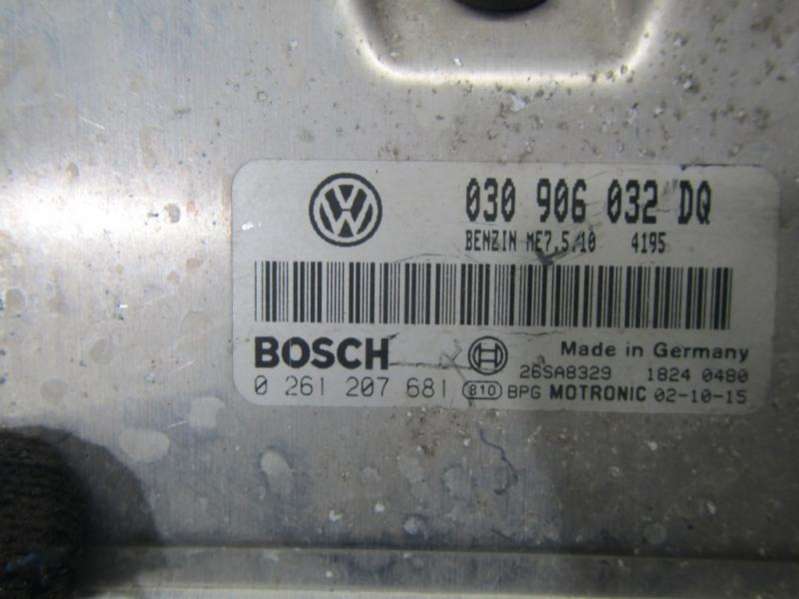 030 906 032 DQ
BENZIN ME7.5/10 4195
BOSCH Made in Germany
26SA8329 1824 0480
0 261 207 681 B10 BPG MOTRONIC 02-10-15